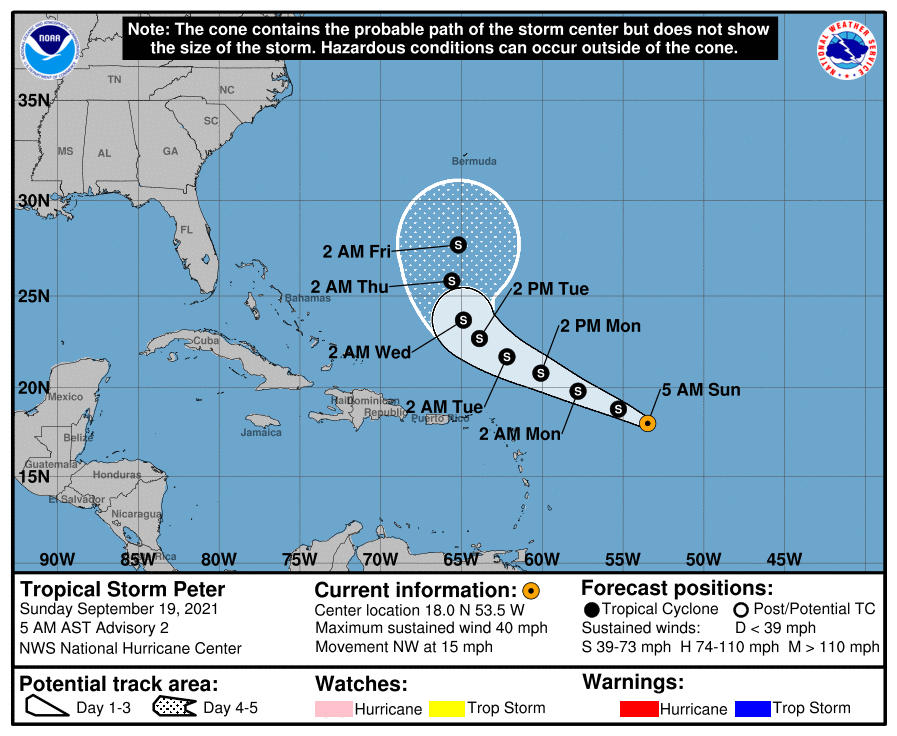 Note: The cone contains the probable path of the storm center but does not show
the size of the storm. Hazardous conditions can occur outside of the cone.
NOAA
NATIONAL WEATHER SERVICE
TN
NC
35N
SC
MS
AL
GA
Bermuda
30N
FL
2 AM Fri
2 AM Thu
2 PM Tue
25N
Bahamas
2 PM Mon
Cuba
2 AM Wed
20N
5 AM Sun
Mexico
Haiti
Dominican
Republic
2 AM Tue
Puerto Rico
Jamaica
2 AM Mon
Belize
Guatemala
15N
Honduras
El Salvador
Nicaragua
Rica
90W 85W 80W 75W 70W 65W 60W 55W 50W 45W
S
S
S
S
S
S
S
S
Tropical Storm Peter
Sunday September 19, 2021
5 AM AST Advisory 2
NWS National Hurricane Center
Current information:
Center location 18.0 N 53.5 W
Maximum sustained wind 40 mph
Movement NW at 15 mph
Forecast positions:
Tropical Cyclone Post/Potential TC
Sustained winds: D < 39 mph
S 39-73 mph H 74-110 mph M > 110 mph
Potential track area:
Day 1-3 Day 4-5
Watches:
Hurricane Trop Storm
Warnings:
Hurricane Trop Storm